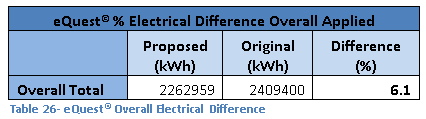 eQuest® % Electrical Difference Overall Applied
Proposed (kWh) Original (kWh) Difference (%)
Overall Total 2262959 2409400 6.1
Table 26- eQuest® Overall Electrical Difference